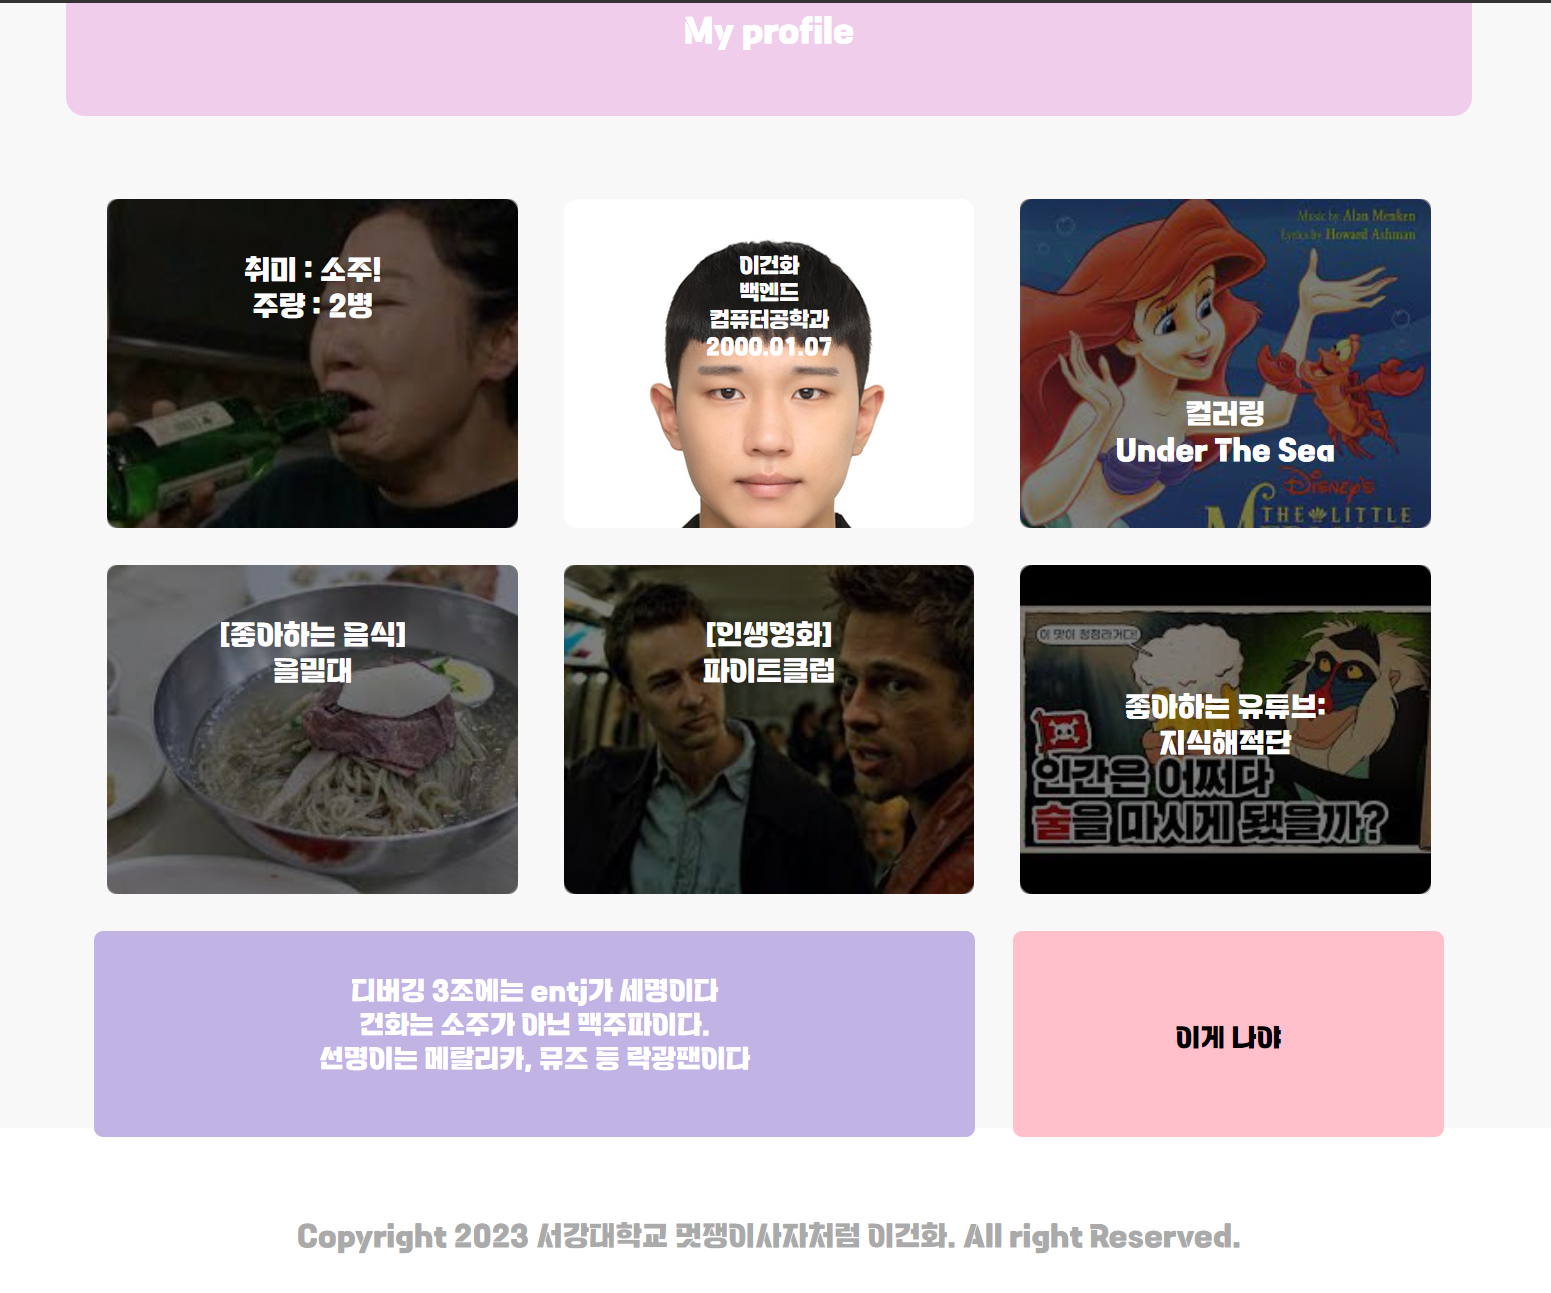 My profile
취미 : 소주!
주량 : 2병
이건화
백엔드
컴퓨터공학과
2000.01.07
Music by Alan Menken
Lyrics by Howard Ashman
컬러링
Under The Sea
DISNEY'S
THE LITTLE
[좋아하는 음식]
을밀대
[인생영화]
파이트클럽
이 맛이 청량라거다!
좋아하는 유튜브:
지식해적단
인간은 어쩌다
술을 마시게 됐을까?
디버깅 3조에는 entj가 세명이다
건화는 소주가 아닌 맥주파이다.
선명이는 메탈리카, 뮤즈 등 락광팬이다
이게 나야
Copyright 2023 서강대학교 멋쟁이사자처럼 이건화. All right Reserved.